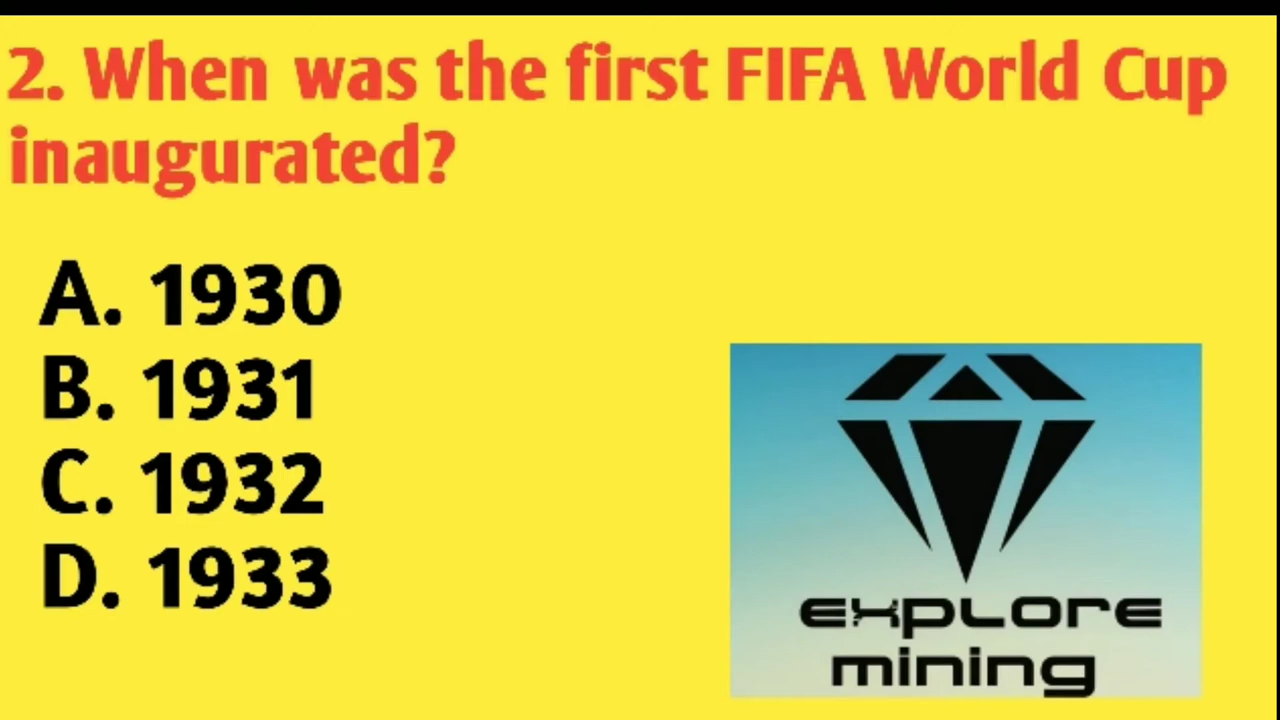 2. When was the first FIFA World Cup
inaugurated?
A. 1930
B. 1931
C. 1932
D. 1933
explore
mining